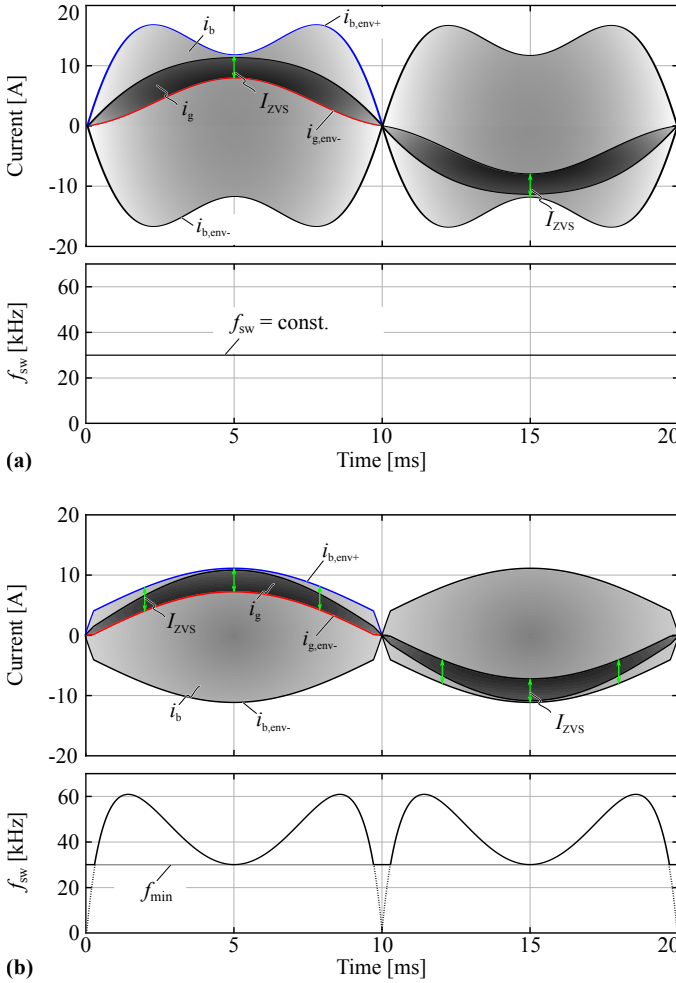 20
10
0
-10
-20
Current [A]
i_b
i_b,env+
i_g
I_ZVS
i_g,env-
i_b,env-
I_ZVS
60
40
20
0
f_sw [kHz]
f_sw = const.
0 5 10 15 20
Time [ms]
(a)
20
10
0
-10
-20
Current [A]
i_b,env+
I_ZVS
i_g
i_g,env-
i_b
i_b,env-
I_ZVS
60
40
20
0
f_sw [kHz]
f_min
0 5 10 15 20
Time [ms]
(b)